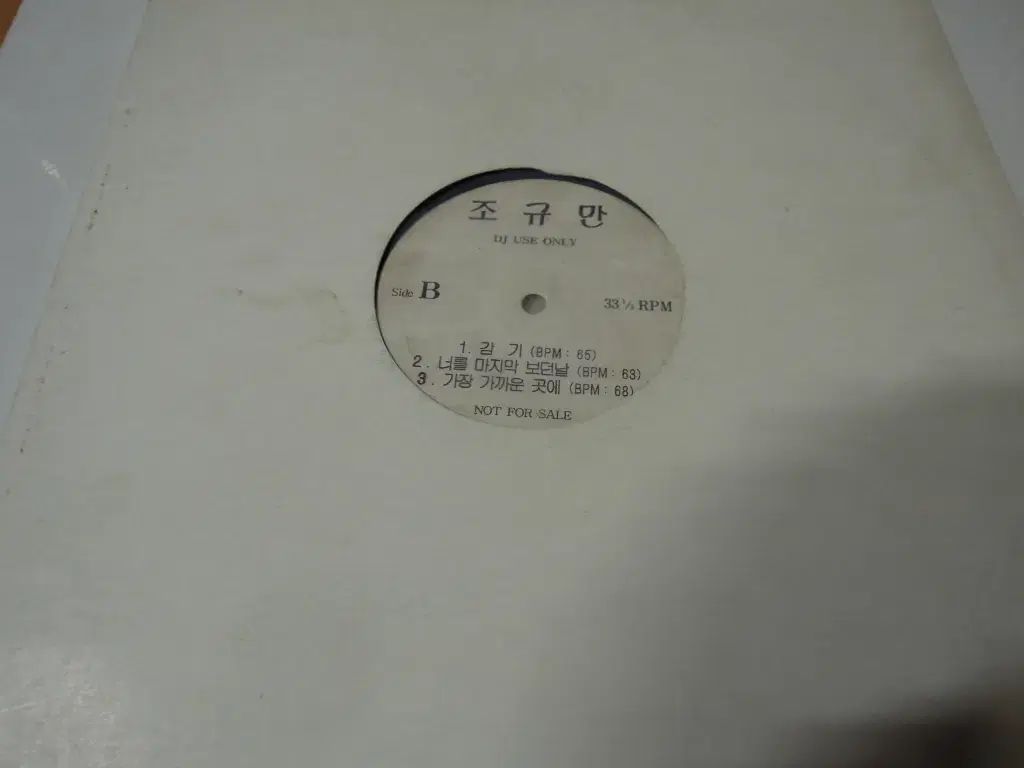 조 규 만
DJ USE ONLY
Side B
33 ⅓ RPM
1. 감 기 (BPM : 65)
2. 너를 마지막 보던날 (BPM : 63)
3. 가장 가까운 곳에 (BPM : 68)
NOT FOR SALE